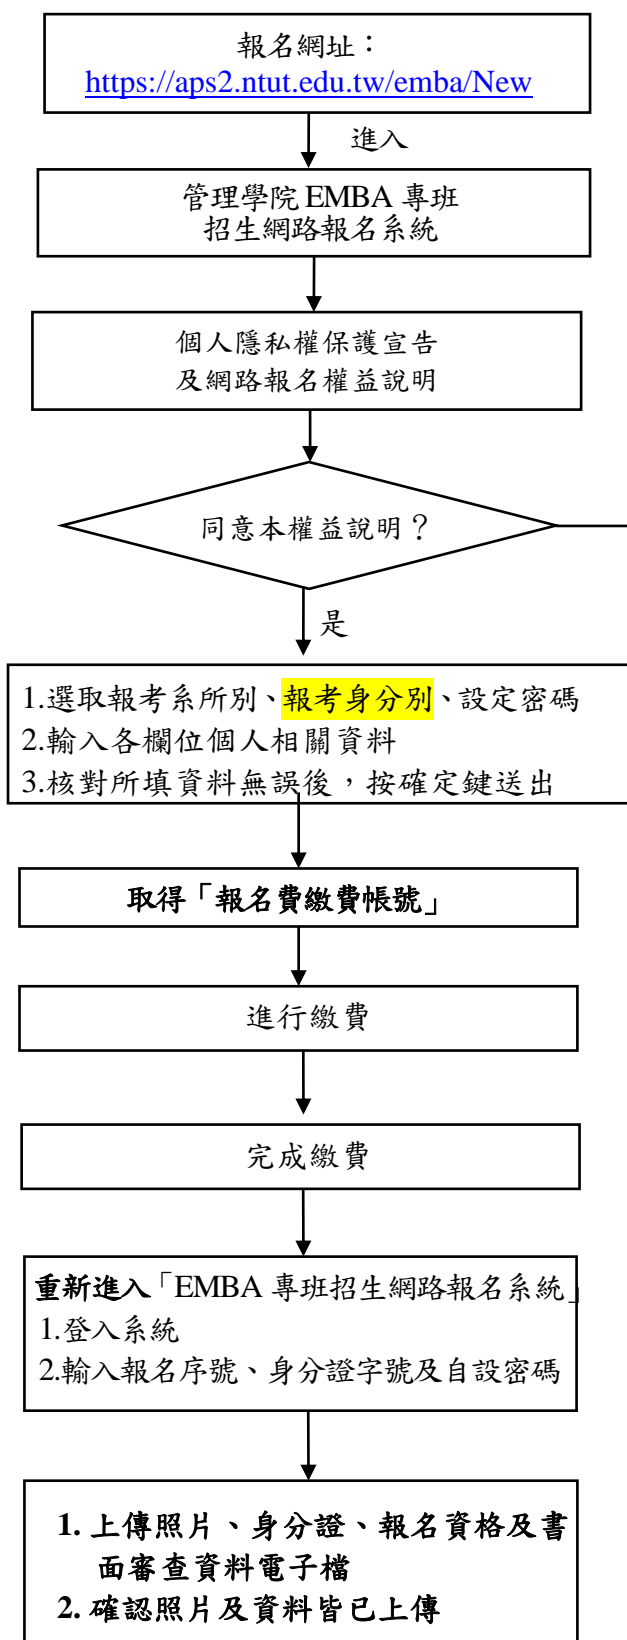 報名網址：
https://aps2.ntut.edu.tw/emba/New
進入
管理學院 EMBA 專班
招生網路報名系統
個人隱私權保護宣告
及網路報名權益說明
同意本權益說明？
是
1.選取報考系所別、報考身分別、設定密碼
2.輸入各欄位個人相關資料
3.核對所填資料無誤後，按確定鍵送出
取得「報名費繳費帳號」
進行繳費
完成繳費
重新進入「EMBA 專班招生網路報名系統」
1.登入系統
2.輸入報名序號、身分證字號及自設密碼
1. 上傳照片、身分證、報名資格及書
面審查資料電子檔
2. 確認照片及資料皆已上傳